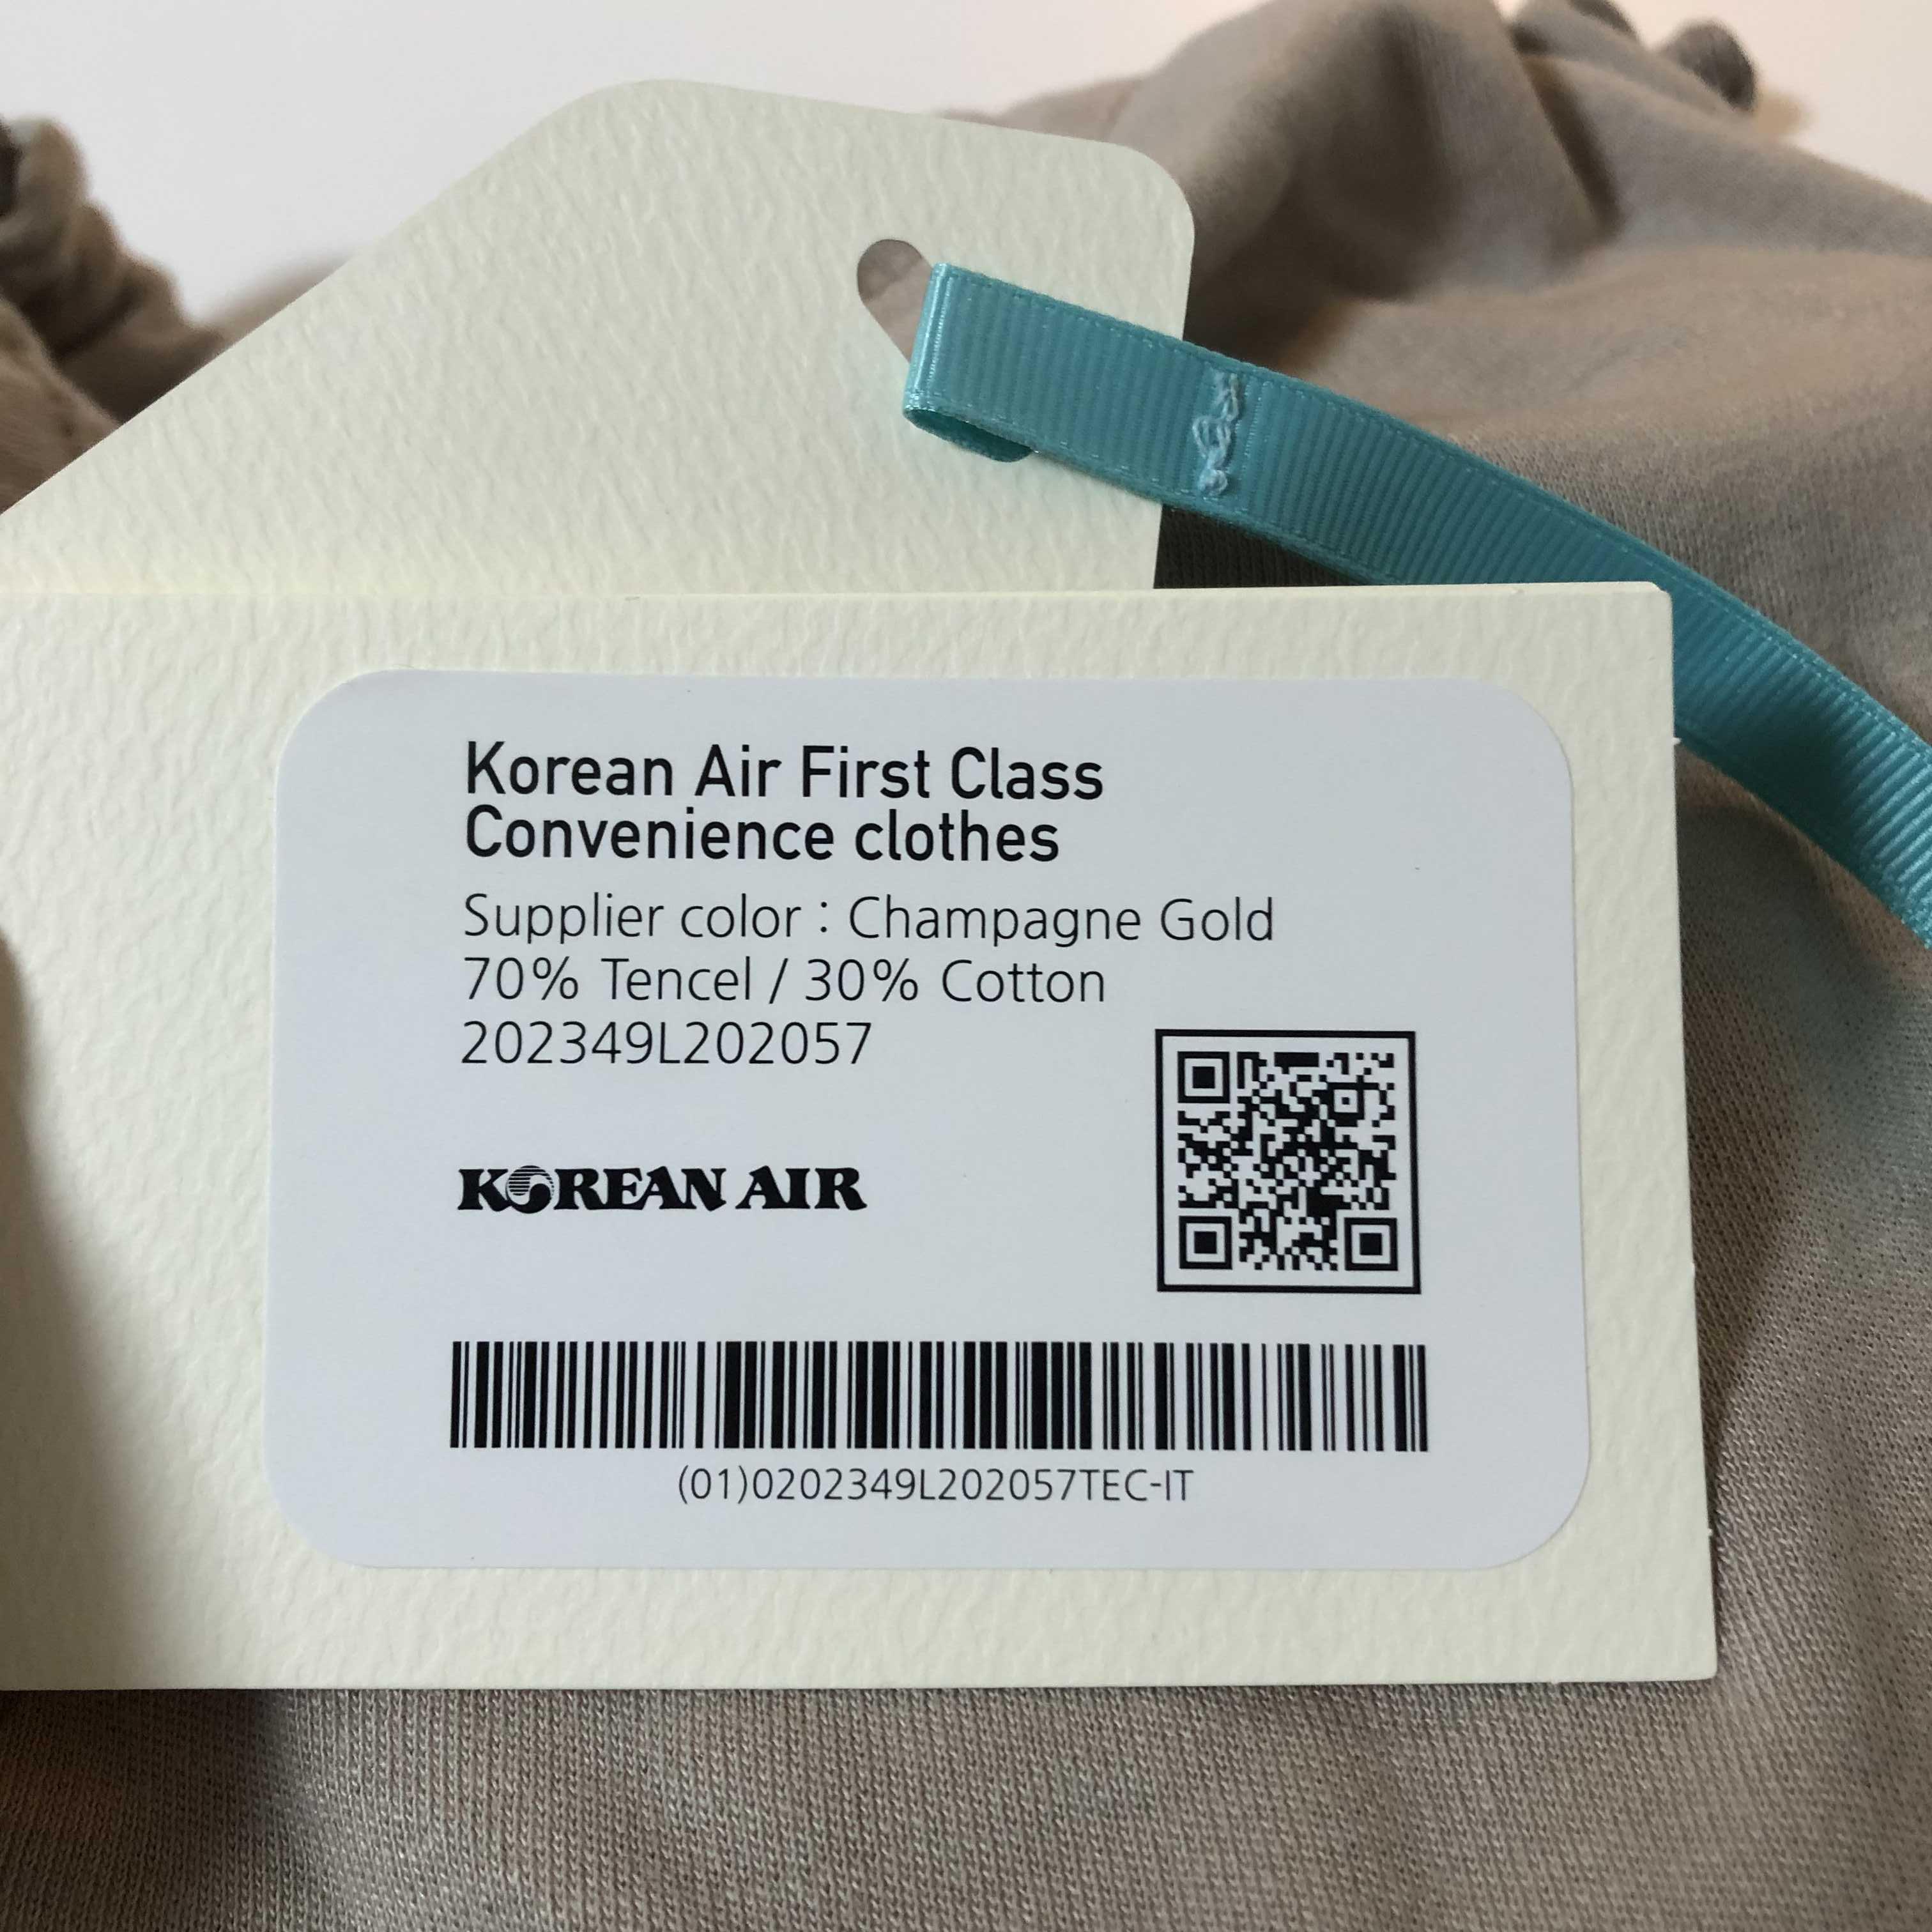 Korean Air First Class
Convenience clothes
Supplier color : Champagne Gold
70% Tencel / 30% Cotton
202349L202057
KOREAN AIR
(01)0202349L202057TEC-IT